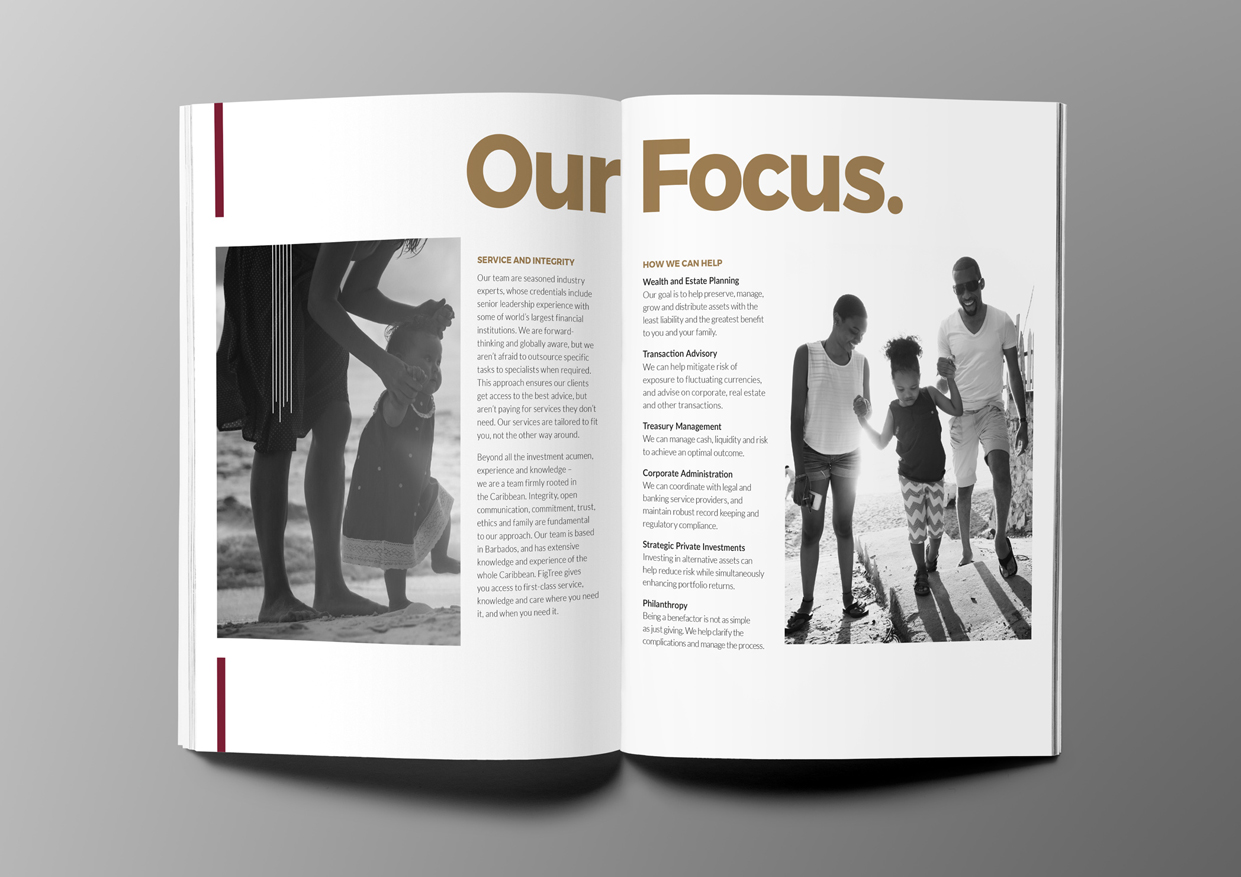 Our Focus.
SERVICE AND INTEGRITY
Our team are seasoned industry
experts, whose credentials include
senior leadership experience with
some of world's largest financial
institutions. We are forward-
thinking and globally aware, but we
aren't afraid to outsource specific
tasks to specialists when required.
This approach ensures our clients
get access to the best advice, but
aren't paying for services they don't
need. Our services are tailored to fit
you, not the other way around.
Beyond all the investment acumen,
experience and knowledge –
we are a team firmly rooted in
the Caribbean. Integrity, open
communication, commitment, trust,
ethics and family are fundamental
to our approach. Our team is based
in Barbados, and has extensive
knowledge and experience of the
whole Caribbean. FigTree gives
you access to first-class service,
knowledge and care where you need
it, and when you need it.
HOW WE CAN HELP
Wealth and Estate Planning
Our goal is to help preserve, manage,
grow and distribute assets with the
least liability and the greatest benefit
to you and your family.
Transaction Advisory
We can help mitigate risk of
exposure to fluctuating currencies,
and advise on corporate, real estate
and other transactions.
Treasury Management
We can manage cash, liquidity and risk
to achieve an optimal outcome.
Corporate Administration
We can coordinate with legal and
banking service providers, and
maintain robust record keeping and
regulatory compliance.
Strategic Private Investments
Investing in alternative assets can
help reduce risk while simultaneously
enhancing portfolio returns.
Philanthropy
Being a benefactor is not as simple
as just giving. We help clarify the
complications and manage the process.